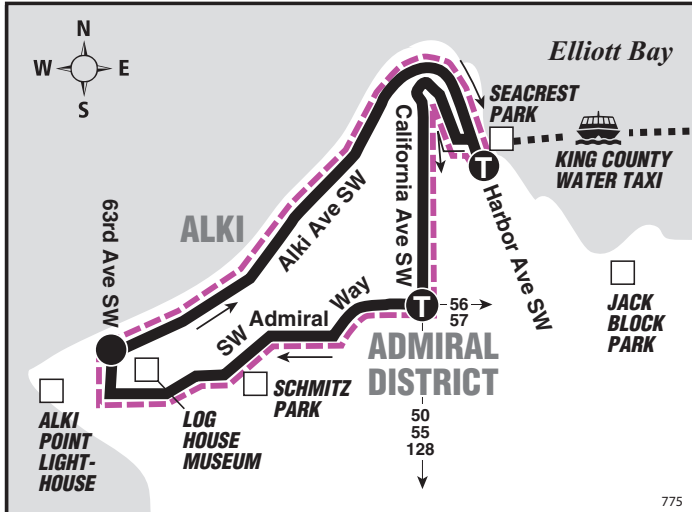 N
W E
S
Elliott Bay
SEACREST
PARK
KING COUNTY
WATER TAXI
T
Harbor Ave SW
California Ave SW
Alki Ave SW
ALKI
63rd Ave SW
SW Admiral Way
T
56
57
ADMIRAL
DISTRICT
JACK
BLOCK
PARK
SCHMITZ
PARK
LOG
HOUSE
MUSEUM
ALKI
POINT
LIGHT-
HOUSE
50
55
128
775